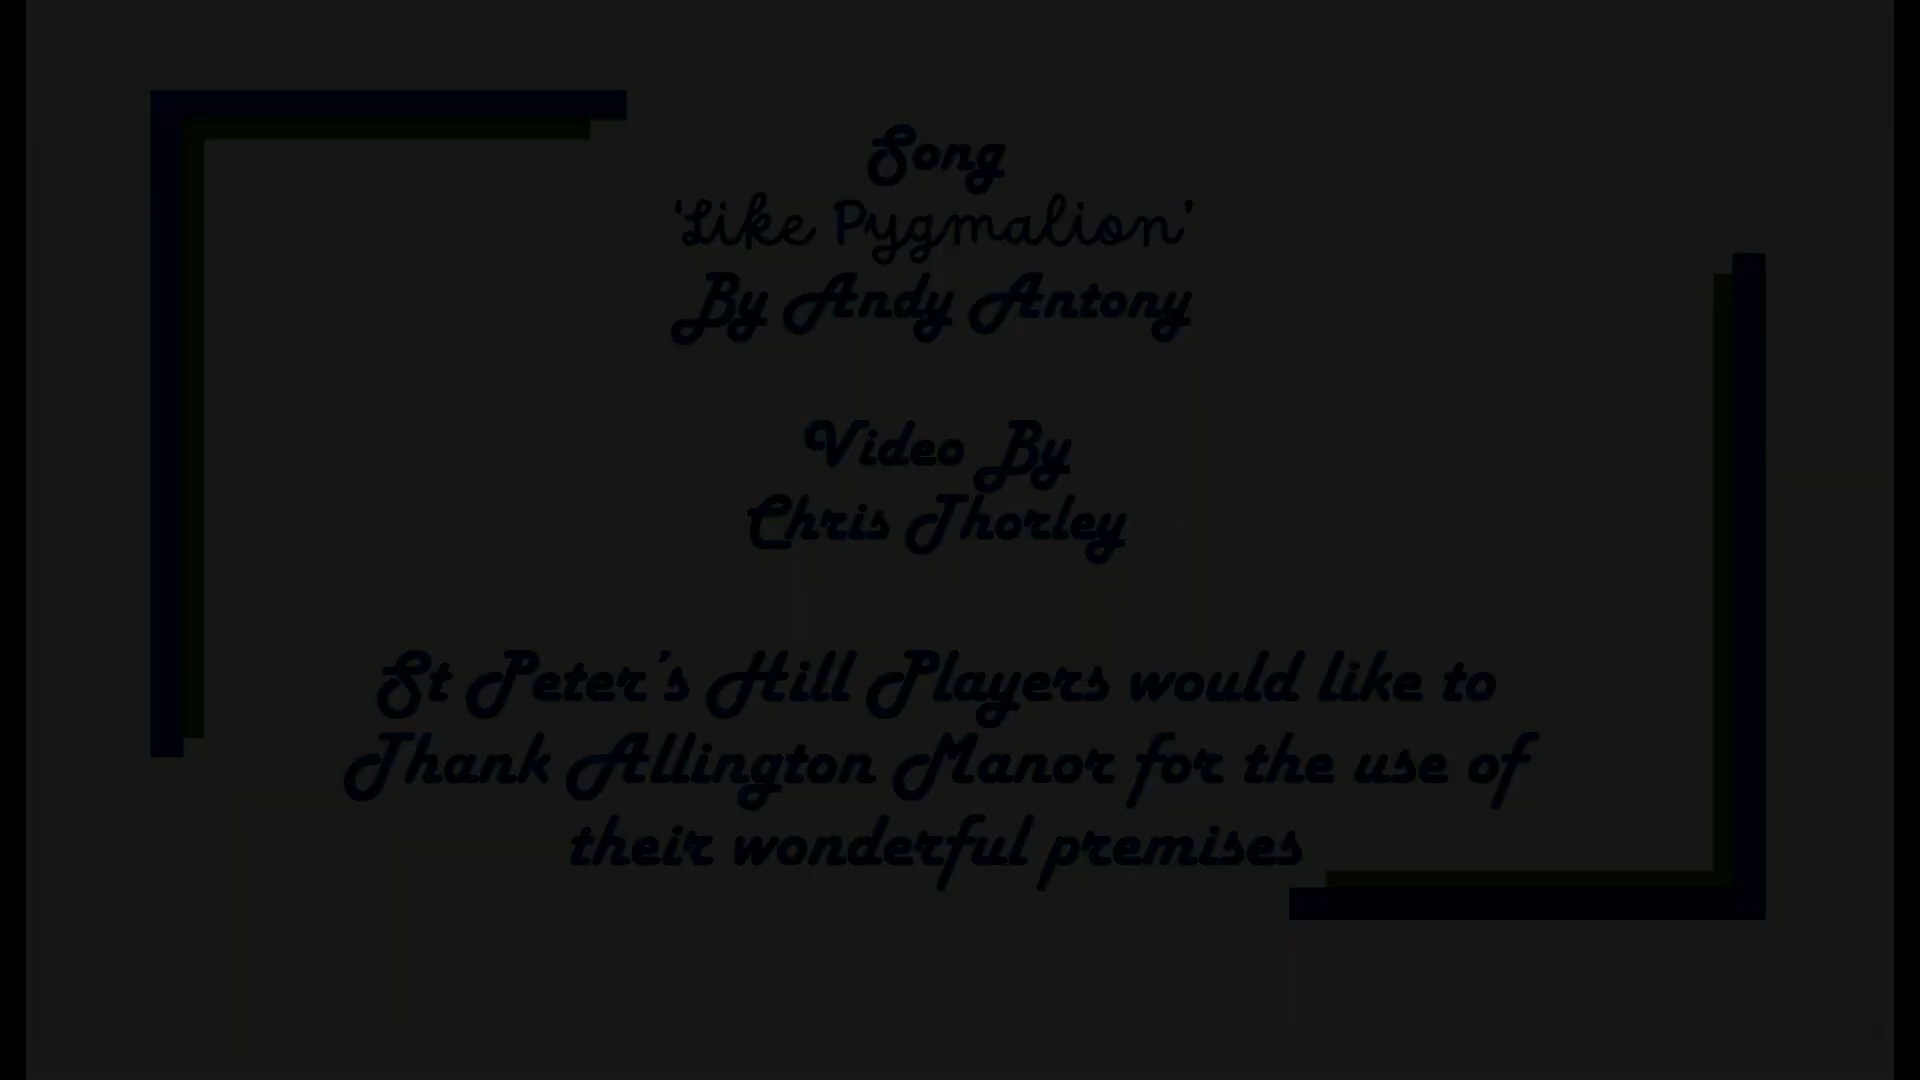 Song
‘Like Pygmalion’
By Andy Antony
Video By
Chris Thorley
St Peter’s Hill Players would like to
Thank Allington Manor for the use of
their wonderful premises